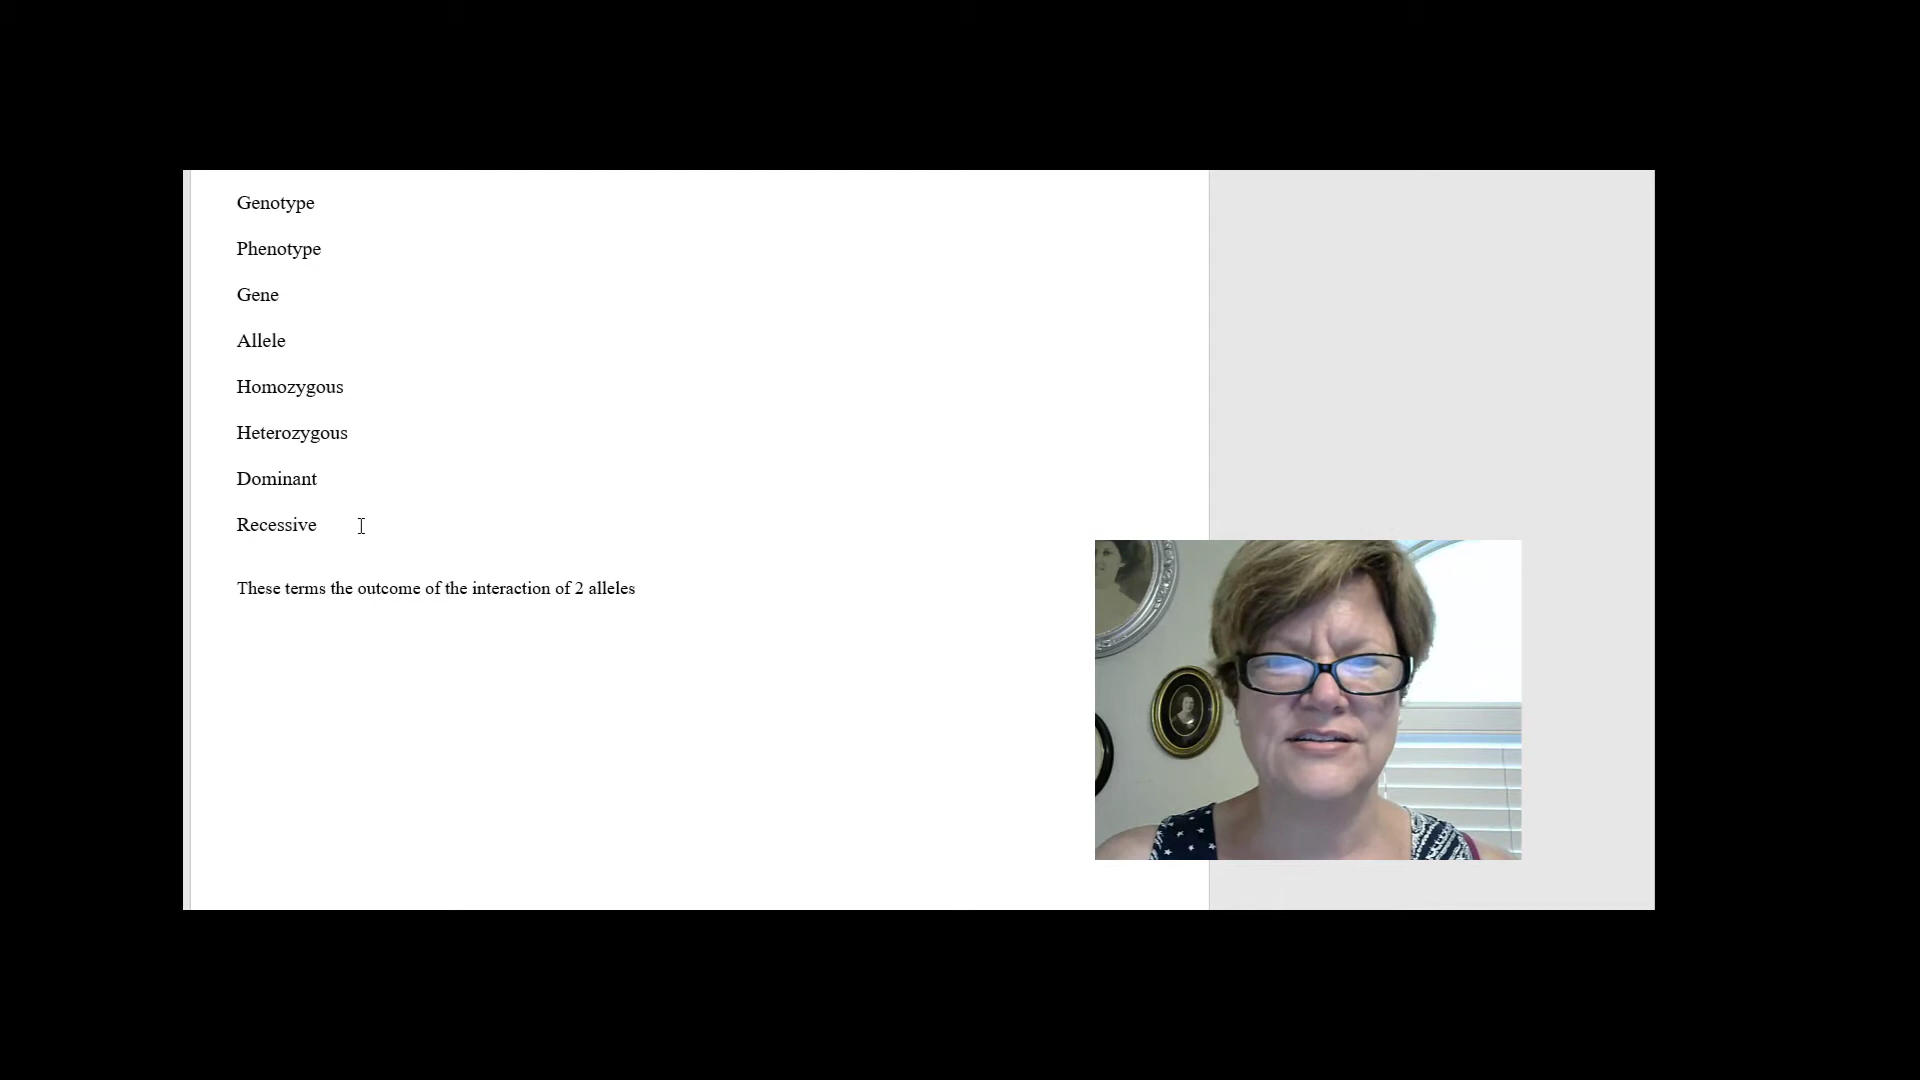 Genotype
Phenotype
Gene
Allele
Homozygous
Heterozygous
Dominant
Recessive
These terms the outcome of the interaction of 2 alleles